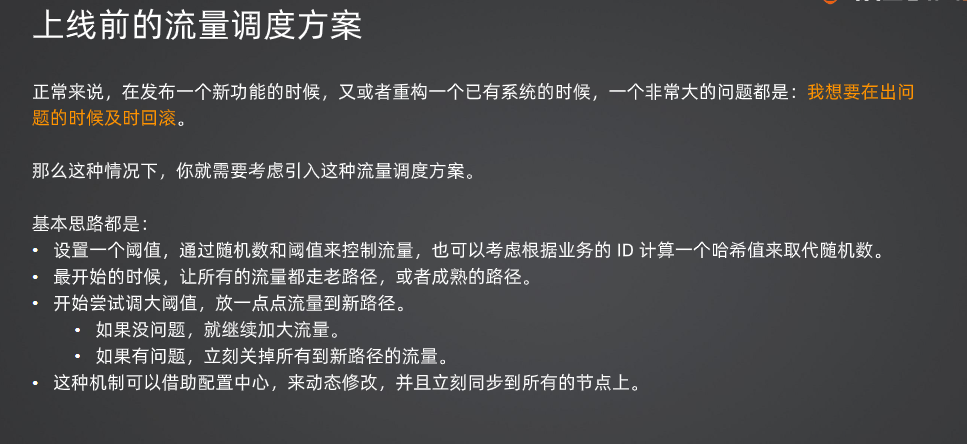 上线前的流量调度方案
正常来说，在发布一个新功能的时候，又或者重构一个已有系统的时候，一个非常大的问题都是：我想要在出问
题的时候及时回滚。
那么这种情况下，你就需要考虑引入这种流量调度方案。
基本思路都是：
• 设置一个阈值，通过随机数和阈值来控制流量，也可以考虑根据业务的 ID 计算一个哈希值来取代随机数。
• 最开始的时候，让所有的流量都走老路径，或者成熟的路径。
• 开始尝试调大阈值，放一点点流量到新路径。
• 如果没问题，就继续加大流量。
• 如果有问题，立刻关掉所有到新路径的流量。
• 这种机制可以借助配置中心，来动态修改，并且立刻同步到所有的节点上。